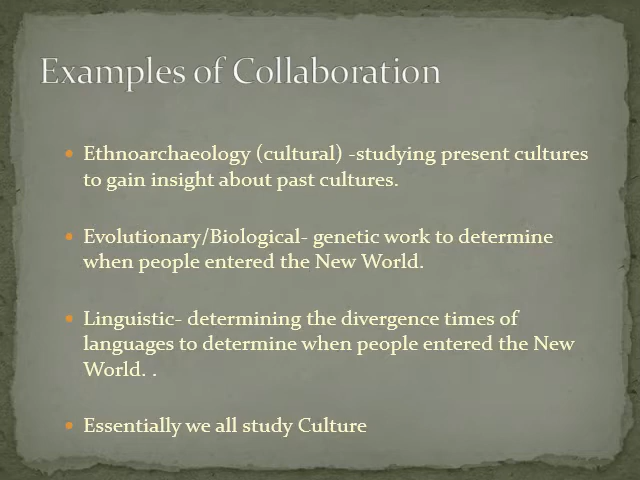 Examples of Collaboration
Ethnoarchaeology (cultural) -studying present cultures
to gain insight about past cultures.
Evolutionary/Biological- genetic work to determine
when people entered the New World.
Linguistic- determining the divergence times of
languages to determine when people entered the New
World. .
Essentially we all study Culture